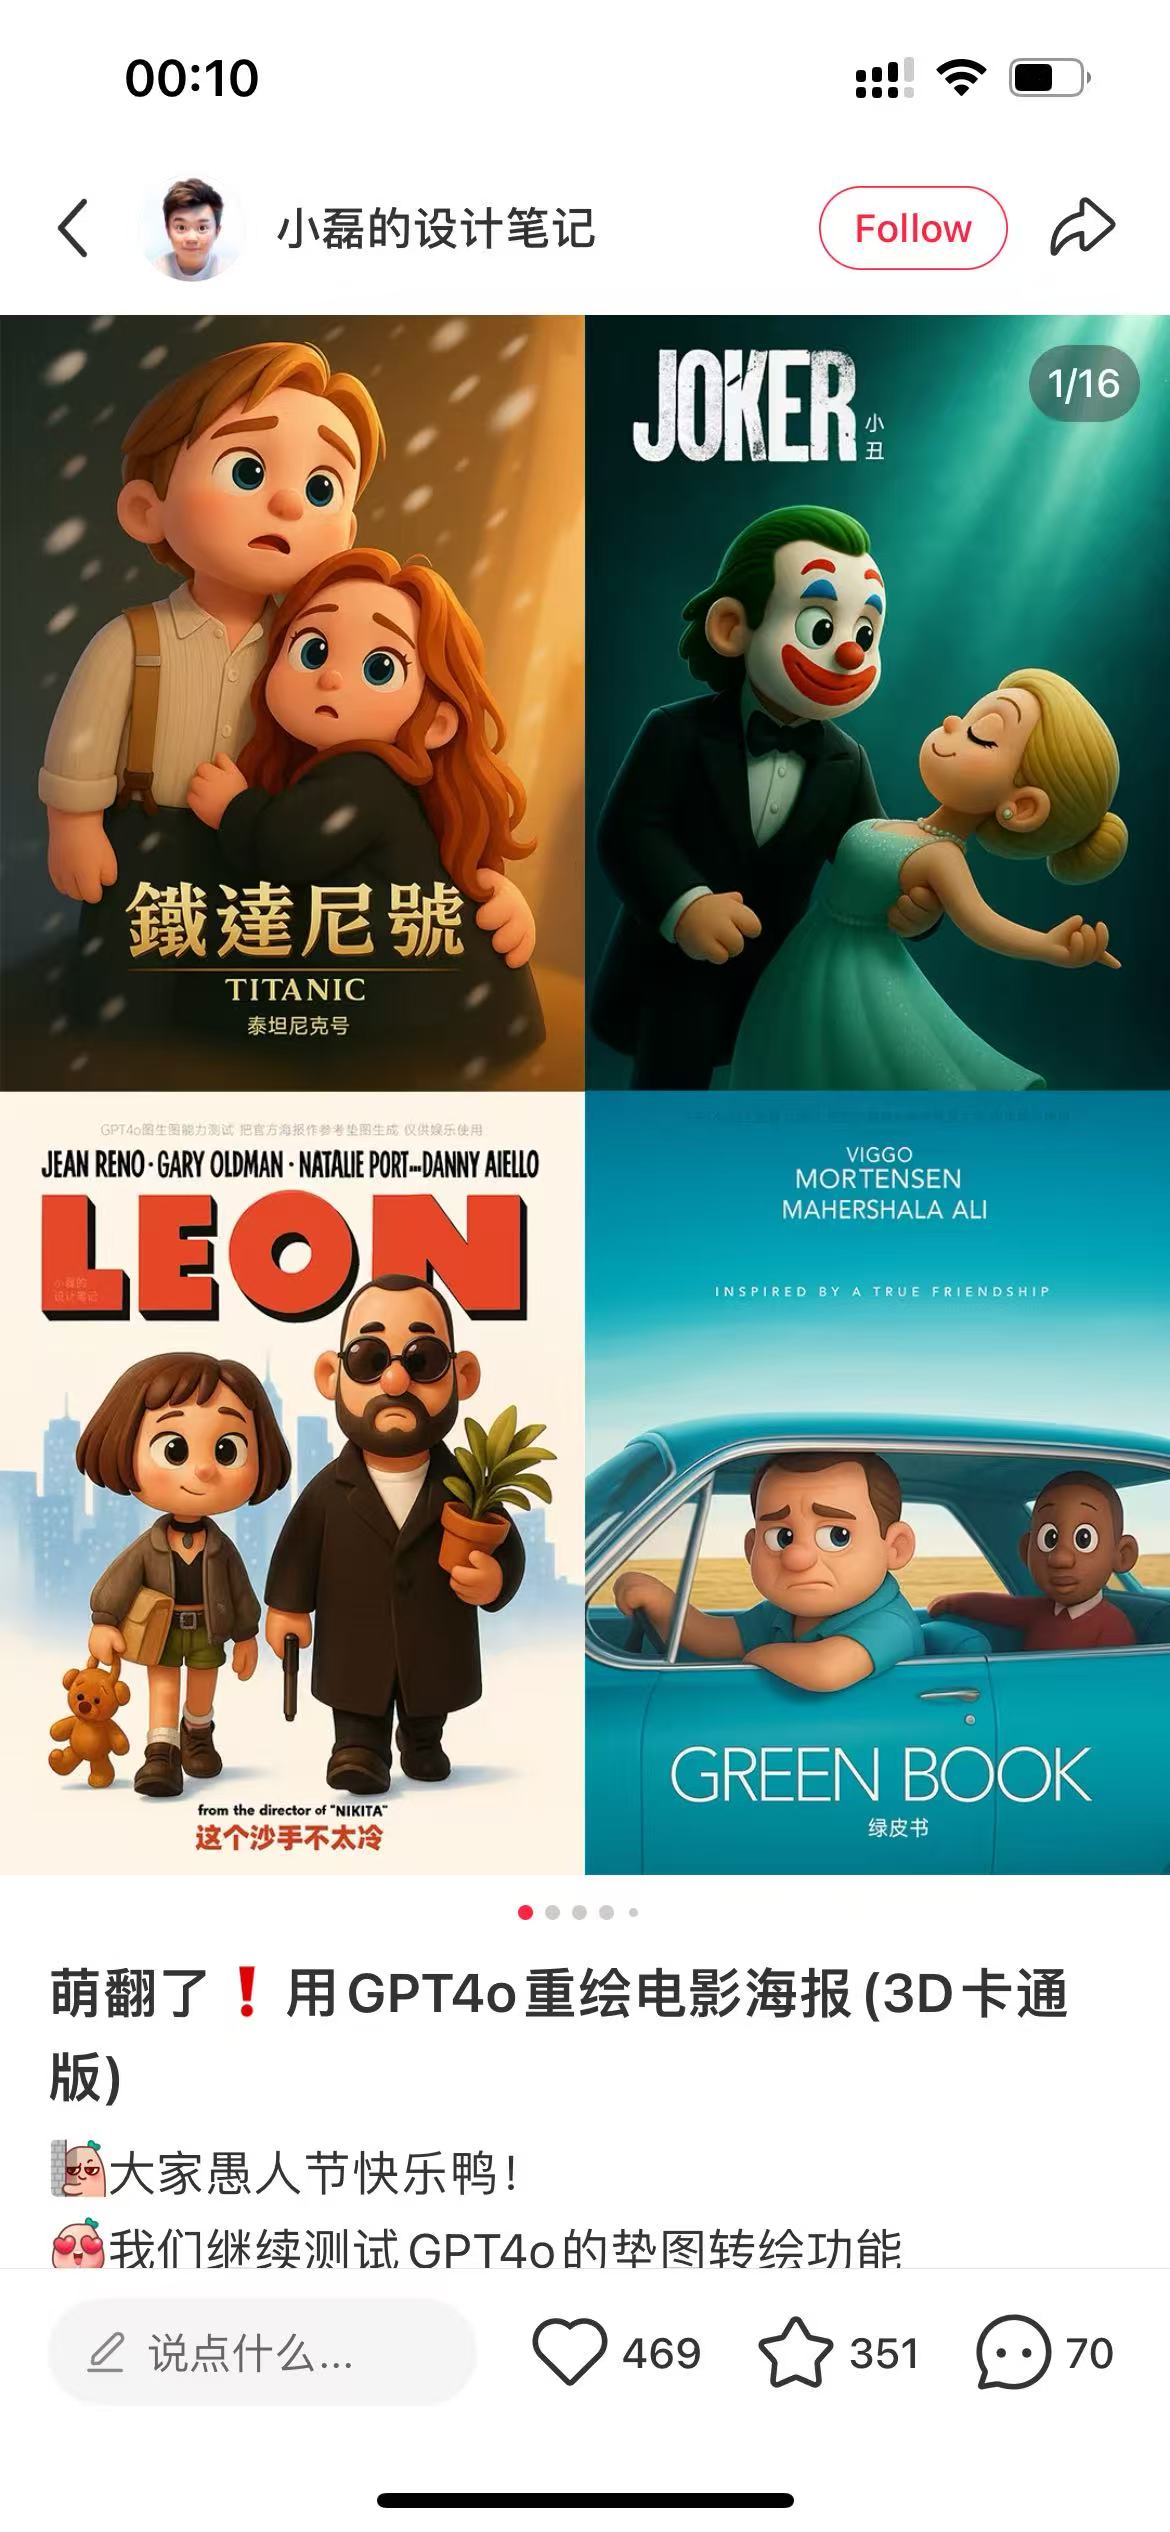 00:10
小磊的设计笔记
Follow
1/16
鐵達尼號
TITANIC
泰坦尼克号
JOKER
小丑
GPT4o图生图能力测试 把官方海报作参考垫图生成 仅供娱乐使用
JEAN RENO·GARY OLDMAN·NATALIE PORT···DANNY AIELLO
LEON
小磊的
设计笔记
from the director of "NIKITA"
这个沙手不太冷
VIGGO
MORTENSEN
MAHERSHALA ALI
INSPIRED BY A TRUE FRIENDSHIP
GREEN BOOK
绿皮书
萌翻了❗用GPT4o重绘电影海报(3D卡通
版)
大家愚人节快乐鸭！
我们继续测试GPT4o的垫图转绘功能
说点什么...
469
351
70